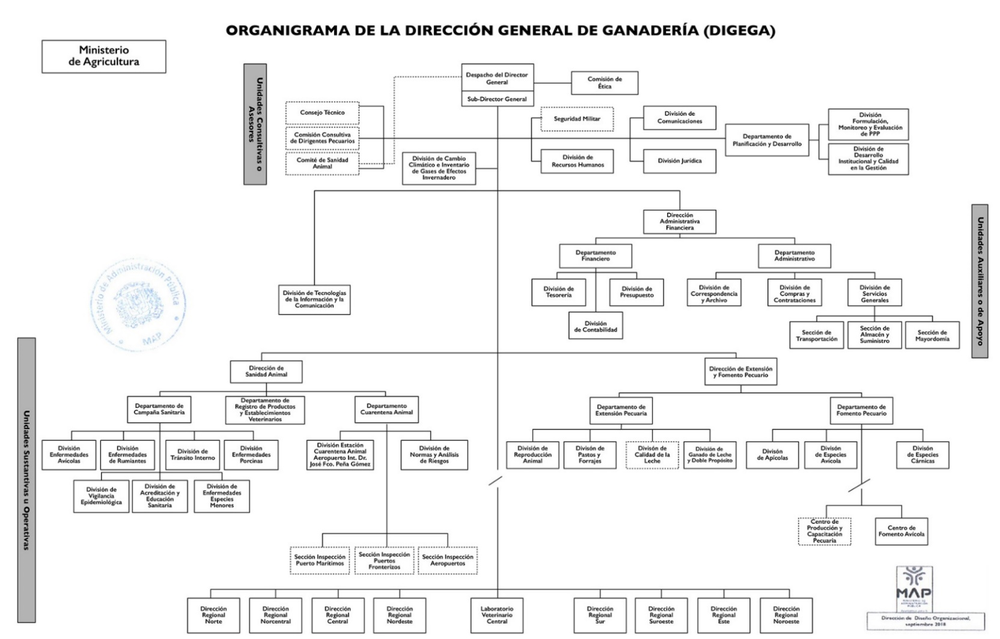 ORGANIGRAMA DE LA DIRECCIÓN GENERAL DE GANADERÍA (DIGEGA)
Ministerio
de Agricultura
Unidades Consultivas o
Asesores
Despacho del Director
General
Sub-Director General
Comisión de
Ética
Consejo Técnico
Comisión Consultiva
de Dirigentes Pecuarios
Comité de Sanidad
Animal
División de Cambio
Climático e Inventario
de Gases de Efectos
Invernadero
Seguridad Militar
División de
Recursos Humanos
División de
Comunicaciones
División Jurídica
Departamento de
Planificación y Desarrollo
División
Formulación,
Monitoreo y Evaluación
de PPP
División de
Desarrollo
Institucional y Calidad
en la Gestión
Unidades Auxiliares o de Apoyo
Dirección
Administrativa
Financiera
Departamento
Financiero
Departamento
Administrativo
División de Tecnologías
de la Información y la
Comunicación
División de
Tesorería
División de
Presupuesto
División
de Contabilidad
División de
Correspondencia
y Archivo
División de
Compras y
Contrataciones
División de
Servicios
Generales
Sección de
Transportación
Sección de
Almacén y
Suministro
Sección de
Mayordomía
Ministerio de Administración Pública
MAP
Unidades Sustantivas u Operativas
Dirección de
Sanidad Animal
Dirección de Extensión
y Fomento Pecuario
Departamento de
Campaña Sanitaria
Departamento de
Registro de Productos
y Establecimientos
Veterinarios
Departamento
Cuarentena Animal
Departamento de
Extensión Pecuaria
Departamento de
Fomento Pecuario
División
Enfermedades
Avícolas
División
Enfermedades
de Rumiantes
División de
Tránsito Interno
División
Enfermedades
Porcinas
División Estación
Cuarentena Animal
Aeropuerto Int. Dr.
José Fco. Peña Gómez
División de
Normas y Análisis
de Riesgos
División de
Reproducción
Animal
División de
Pastos y
Forrajes
Divisón de
Calidad de la
Leche
División de
Ganado de Leche
y Doble Propósito
Divisón
de Apícolas
Divisón
de Especies
Avícola
Divisón
de Especies
Cárnicas
División de
Vigilancia
Epidemiológica
División de
Acreditación y
Educación
Sanitaria
División de
Enfermedades
Especies
Menores
Centro de
Producción y
Capacitación
Pecuaria
Centro de
Fomento Avícola
Sección Inspección
Puerto Marítimos
Sección Inspección
Puertos
Fronterizos
Sección Inspección
Aeropuertos
Dirección
Regional
Norte
Dirección
Regional
Norcentral
Dirección
Regional
Central
Dirección
Regional
Nordeste
Laboratorio
Veterinario
Central
Dirección
Regional
Sur
Dirección
Regional
Suroeste
Dirección
Regional
Este
Dirección
Regional
Noroeste
MAP
MINISTERIO DE
ADMINISTRACIÓN
PÚBLICA
Dirección de Diseño Organizacional,
septiembre 2018